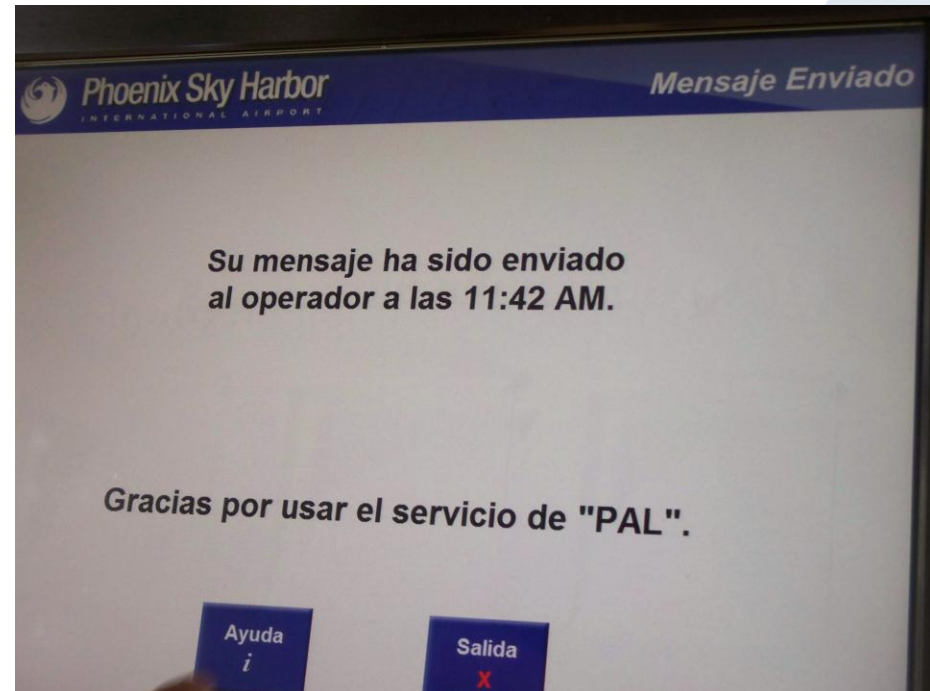 Phoenix Sky Harbor
INTERNATIONAL AIRPORT
Mensaje Enviado
Su mensaje ha sido enviado
al operador a las 11:42 AM.
Gracias por usar el servicio de "PAL".
Ayuda
i
Salida
X